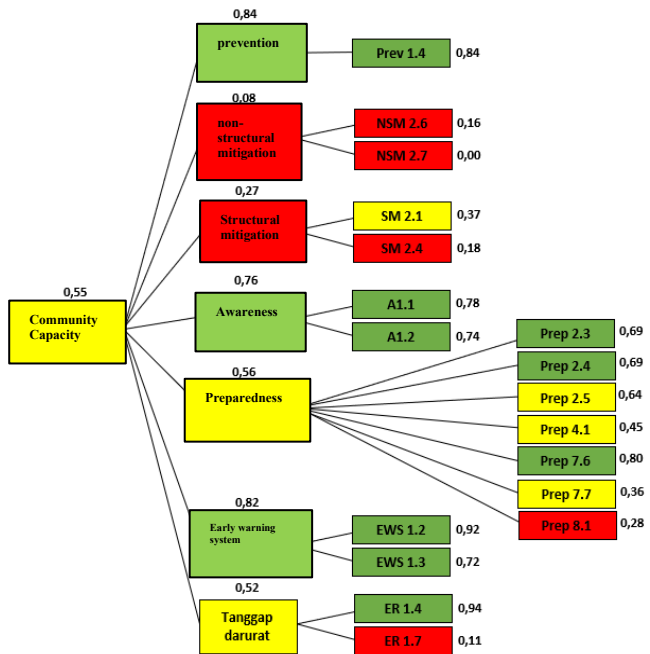 0,84
prevention
Prev 1.4
0,84
0,08
non-
structural
mitigation
NSM 2.6
0,16
NSM 2.7
0,00
0,27
Structural
mitigation
SM 2.1
0,37
SM 2.4
0,18
0,55
Community
Capacity
0,76
Awareness
A1.1
0,78
A1.2
0,74
0,56
Preparedness
Prep 2.3
0,69
Prep 2.4
0,69
Prep 2.5
0,64
Prep 4.1
0,45
Prep 7.6
0,80
Prep 7.7
0,36
Prep 8.1
0,28
0,82
Early warning
system
EWS 1.2
0,92
EWS 1.3
0,72
0,52
Tanggap
darurat
ER 1.4
0,94
ER 1.7
0,11